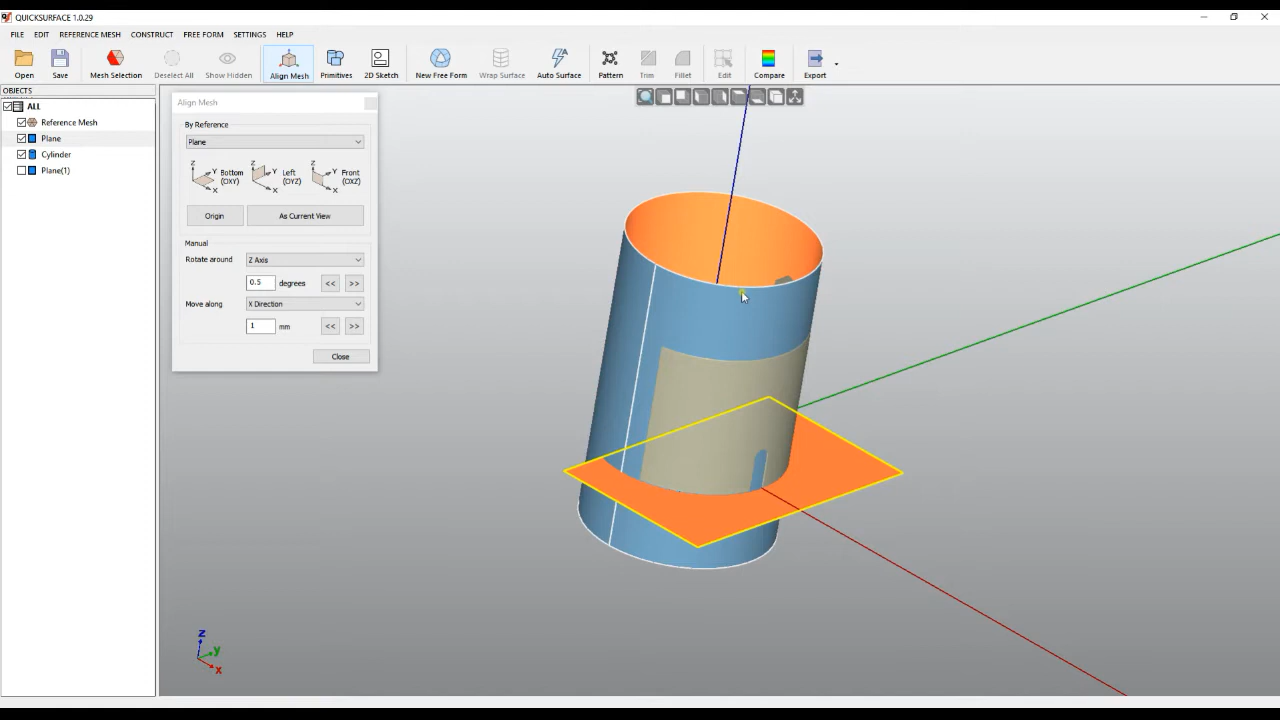 QUICKSURFACE 1.0.29
FILE EDIT REFERENCE MESH CONSTRUCT FREE FORM SETTINGS HELP
Open Save Mesh Selection Deselect All Show Hidden Align Mesh Primitives 2D Sketch New Free Form Wrap Surface Auto Surface Pattern Trim Fillet Edit Compare Export
OBJECTS
ALL
Reference Mesh
Plane
Cylinder
Plane(1)
Align Mesh
By Reference
Plane
Z Y X Bottom (OXY) Z Y X Left (OYZ) Z Y X Front (OXZ)
Origin As Current View
Manual
Rotate around Z Axis
0.5 degrees << >>
Move along X Direction
1 mm << >>
Close
z
y
x